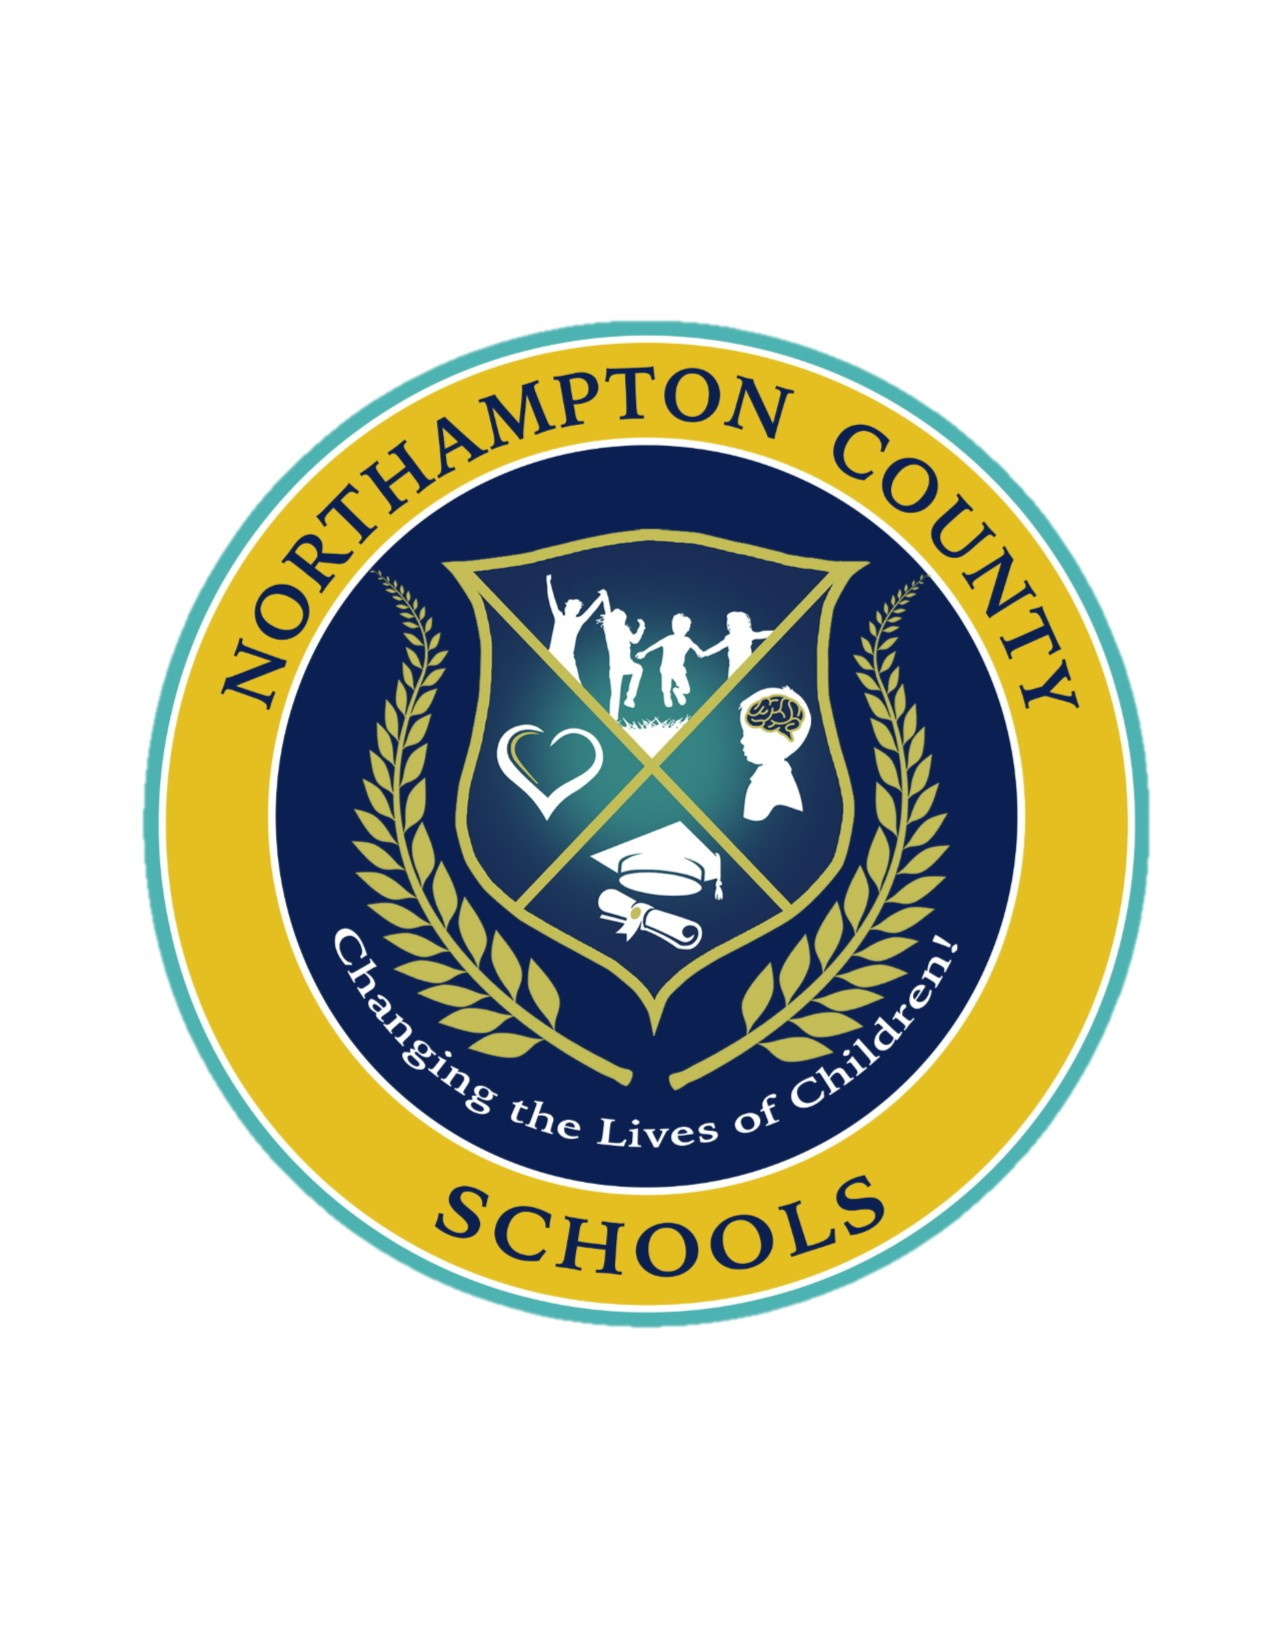 NORTHAMPTON COUNTY
Changing the Lives of Children!
SCHOOLS